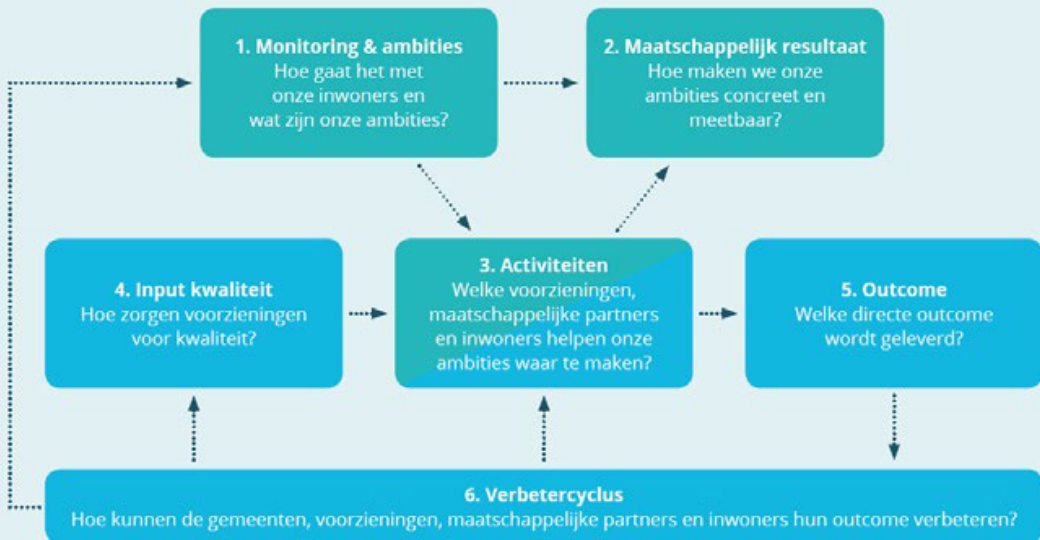 1. Monitoring & ambities
Hoe gaat het met
onze inwoners en
wat zijn onze ambities?
2. Maatschappelijk resultaat
Hoe maken we onze
ambities concreet en
meetbaar?
4. Input kwaliteit
Hoe zorgen voorzieningen
voor kwaliteit?
3. Activiteiten
Welke voorzieningen,
maatschappelijke partners
en inwoners helpen onze
ambities waar te maken?
5. Outcome
Welke directe outcome
wordt geleverd?
6. Verbetercyclus
Hoe kunnen de gemeenten, voorzieningen, maatschappelijke partners en inwoners hun outcome verbeteren?